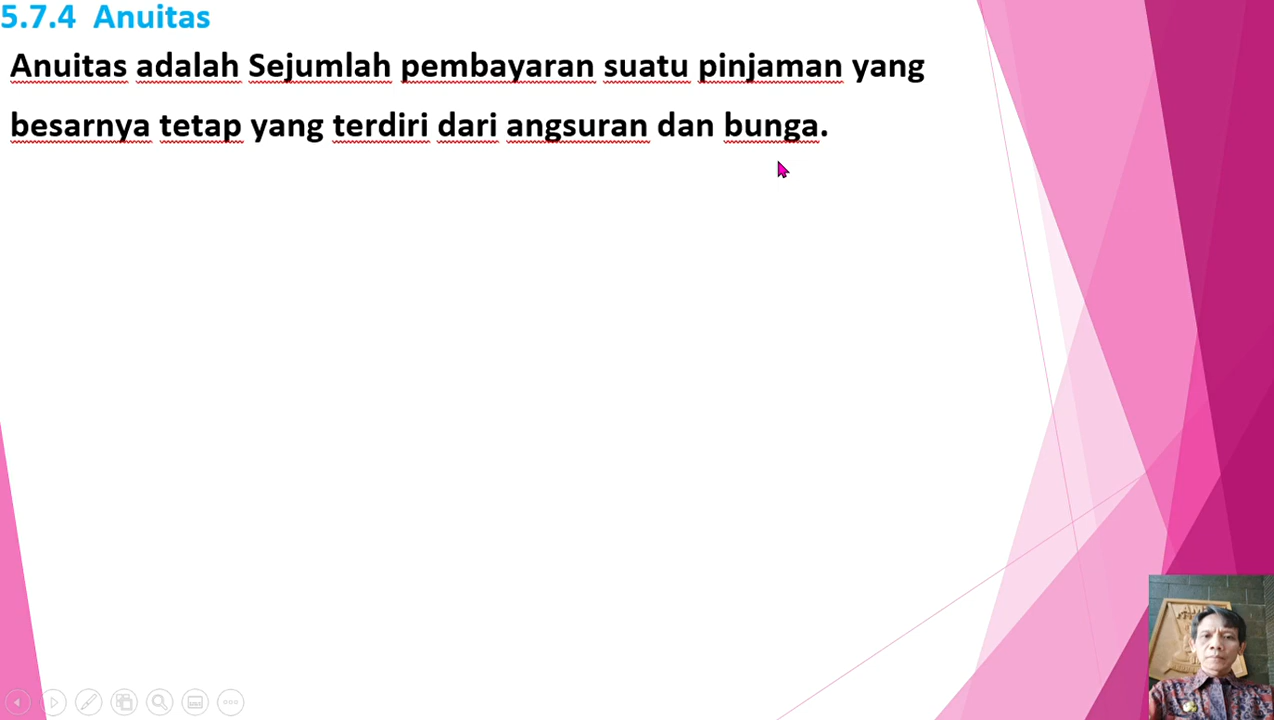 5.7.4 Anuitas
Anuitas adalah Sejumlah pembayaran suatu pinjaman yang
besarnya tetap yang terdiri dari angsuran dan bunga.